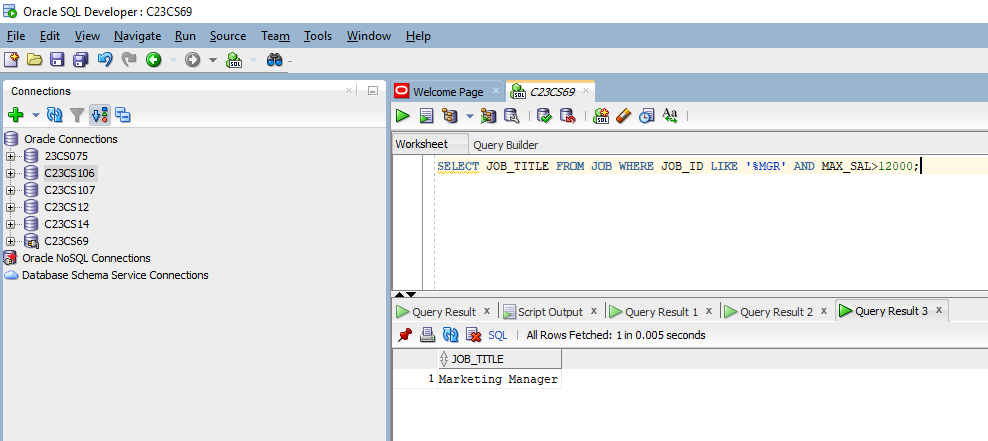 Oracle SQL Developer : C23CS69
File Edit View Navigate Run Source Team Tools Window Help
SQL
Connections
Oracle Connections
23CS075
C23CS106
C23CS107
C23CS12
C23CS14
C23CS69
Oracle NoSQL Connections
Database Schema Service Connections
Welcome Page C23CS69
Worksheet Query Builder
SELECT JOB_TITLE FROM JOB WHERE JOB_ID LIKE '%MGR' AND MAX_SAL>12000;
Query Result Script Output Query Result 1 Query Result 2 Query Result 3
SQL All Rows Fetched: 1 in 0.005 seconds
JOB_TITLE
1 Marketing Manager